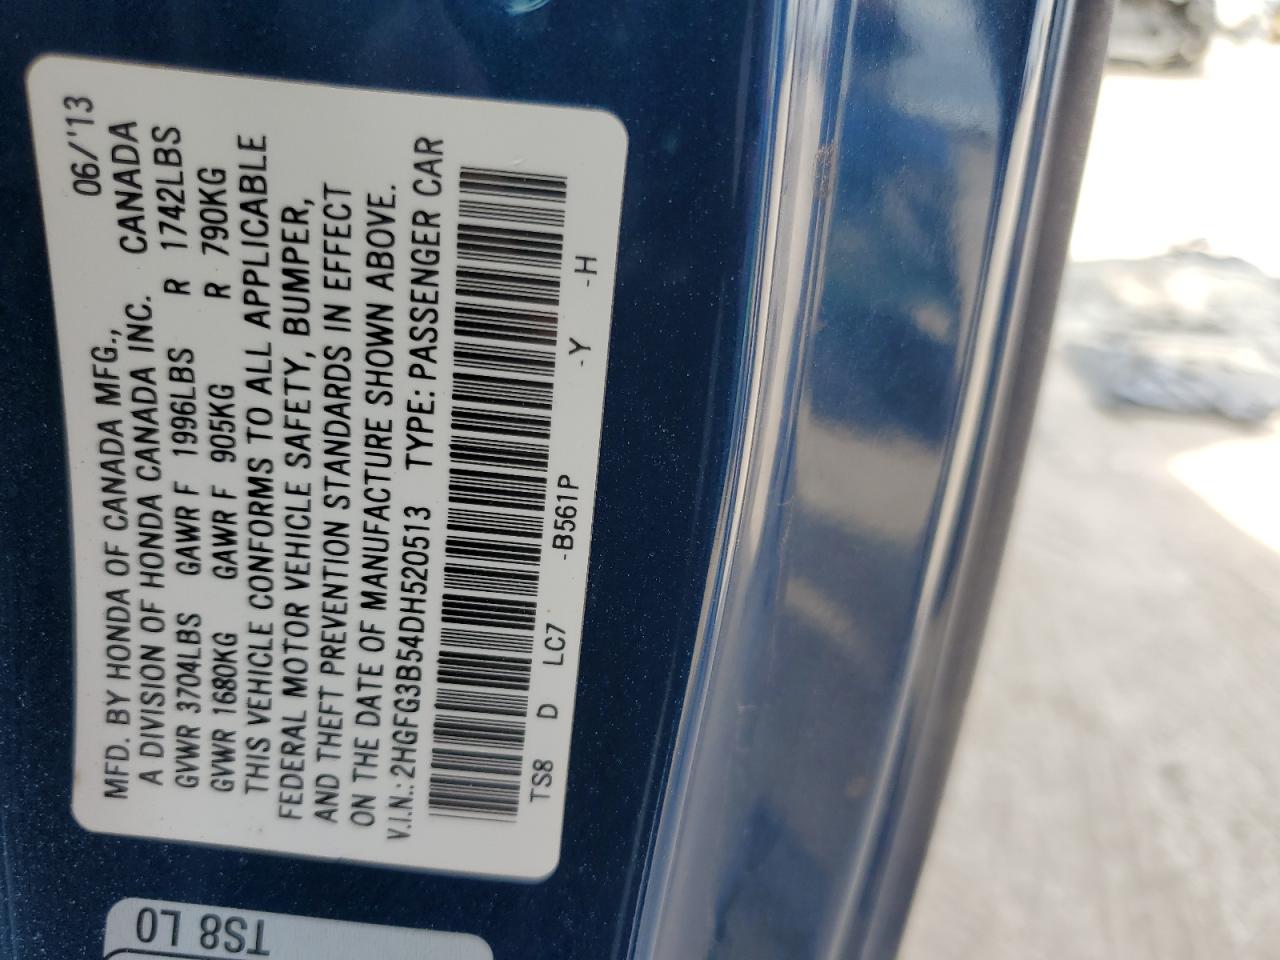 MFD. BY HONDA OF CANADA MFG., 06/'13
A DIVISION OF HONDA CANADA INC. CANADA
GVWR 3704LBS GAWR F 1996LBS R 1742LBS
GVWR 1680KG GAWR F 905KG R 790KG
THIS VEHICLE CONFORMS TO ALL APPLICABLE
FEDERAL MOTOR VEHICLE SAFETY, BUMPER,
AND THEFT PREVENTION STANDARDS IN EFFECT
ON THE DATE OF MANUFACTURE SHOWN ABOVE.
V.I.N.: 2HGFG3B54DH520513 TYPE: PASSENGER CAR
TS8 D LC7 -B561P -Y -H
TS8 L0